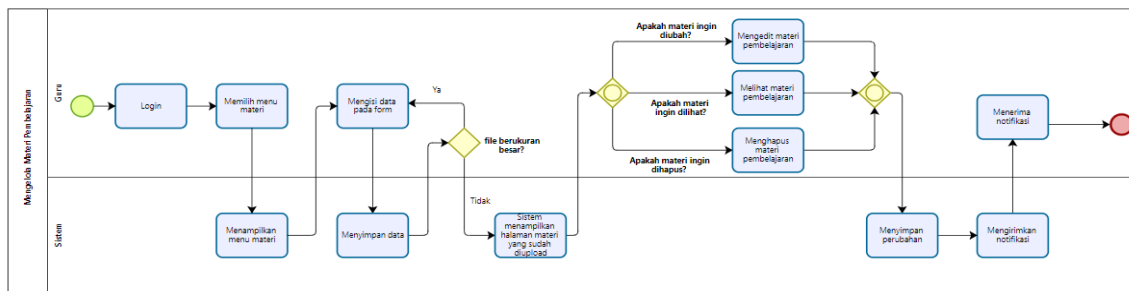 Mengelola Materi Pembelajaran
Guru
Login
Memilih menu
materi
Mengisi data
pada form
Ya
file berukuran
besar?
Apakah materi ingin
diubah?
Mengedit materi
pembelajaran
Apakah materi
ingin dilihat?
Melihat materi
pembelajaran
Apakah materi ingin
dihapus?
Menghapus
materi
pembelajaran
Menerima
notifikasi
Sistem
Menampilkan
menu materi
Menyimpan data
Tidak
Sistem
menampilkan
halaman materi
yang sudah
diupload
Menyimpan
perubahan
Mengirimkan
notifikasi